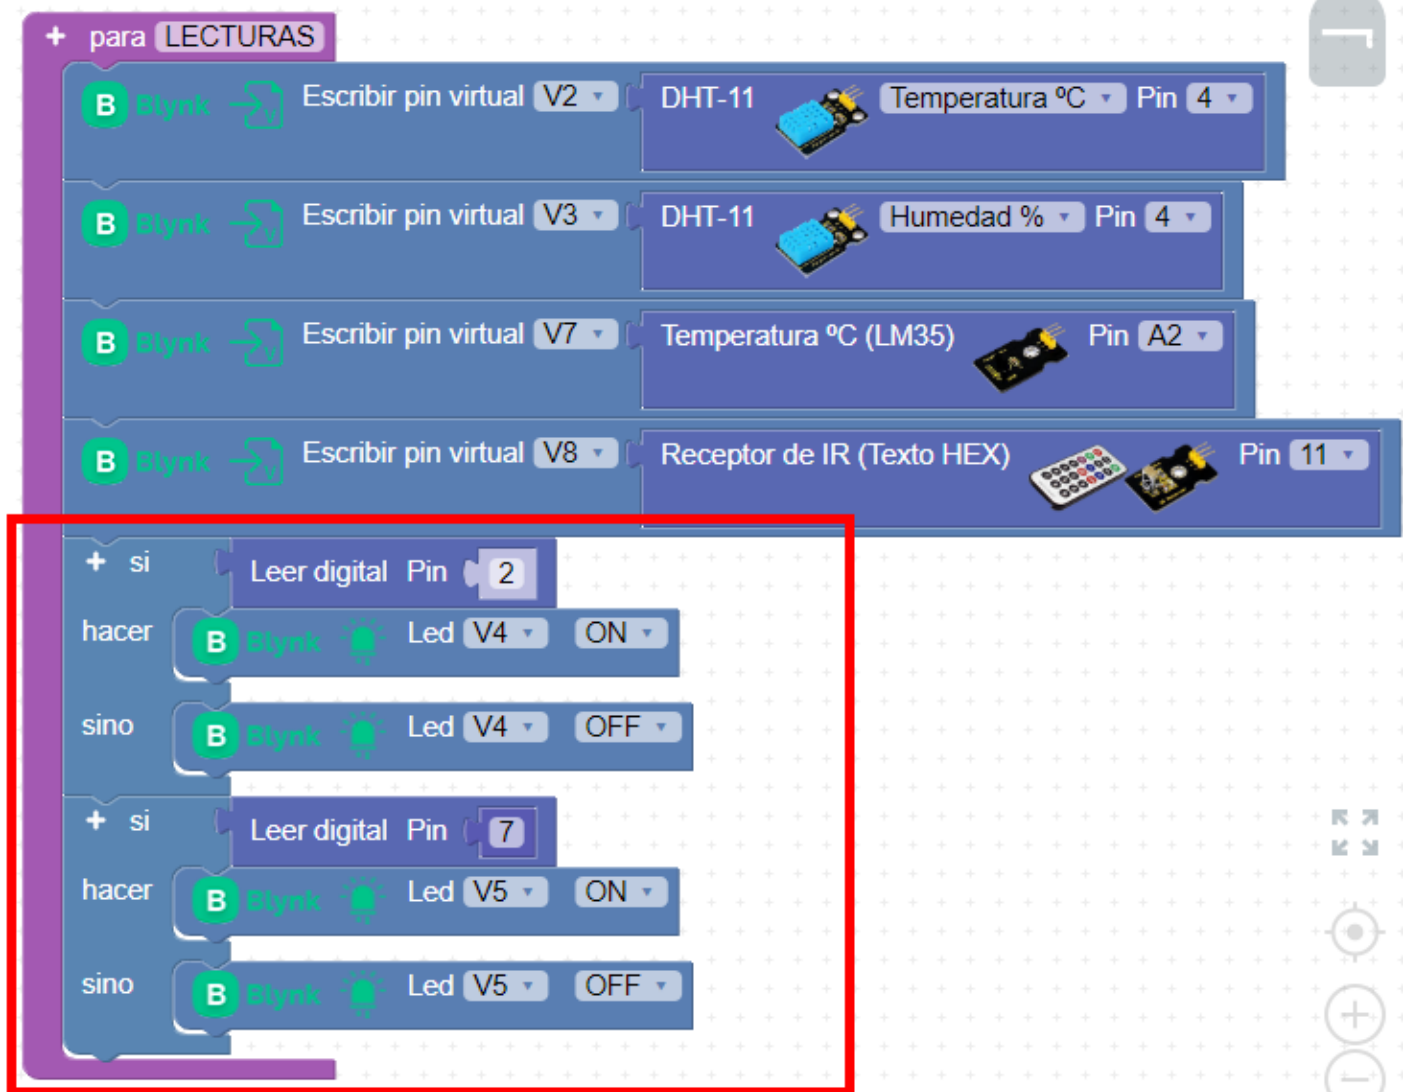 + para LECTURAS
B Blynk Escribir pin virtual V2 DHT-11 Temperatura ºC Pin 4
B Blynk Escribir pin virtual V3 DHT-11 Humedad % Pin 4
B Blynk Escribir pin virtual V7 Temperatura ºC (LM35) Pin A2
B Blynk Escribir pin virtual V8 Receptor de IR (Texto HEX) Pin 11
+ si Leer digital Pin 2
hacer B Blynk Led V4 ON
sino B Blynk Led V4 OFF
+ si Leer digital Pin 7
hacer B Blynk Led V5 ON
sino B Blynk Led V5 OFF